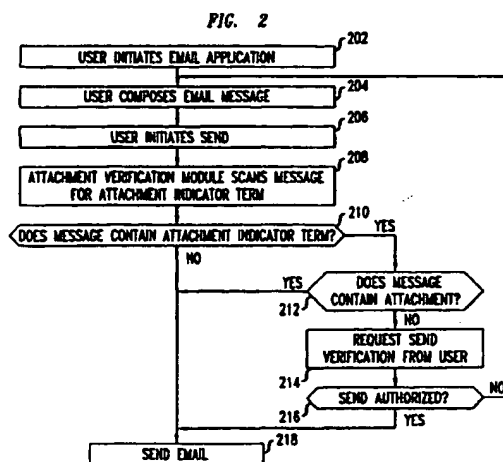 FIG. 2
202
USER INITIATES EMAIL APPLICATION
204
USER COMPOSES EMAIL MESSAGE
206
USER INITIATES SEND
208
ATTACHMENT VERIFICATION MODULE SCANS MESSAGE
FOR ATTACHMENT INDICATOR TERM
210
DOES MESSAGE CONTAIN ATTACHMENT INDICATOR TERM?
YES
NO
YES
DOES MESSAGE
CONTAIN ATTACHMENT?
212
NO
REQUEST SEND
VERIFICATION FROM USER
214
SEND AUTHORIZED?
NO
216
YES
SEND EMAIL
218